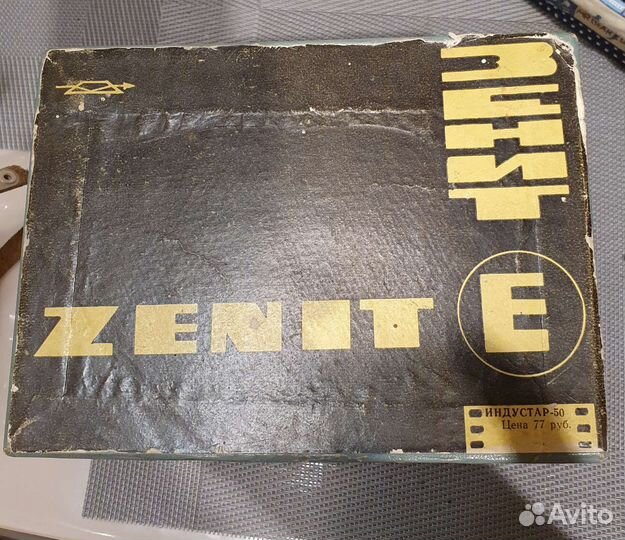 ЗЕНИТ
ZENIT E
ИНДУСТАР-50
Цена 77 руб.
Avito